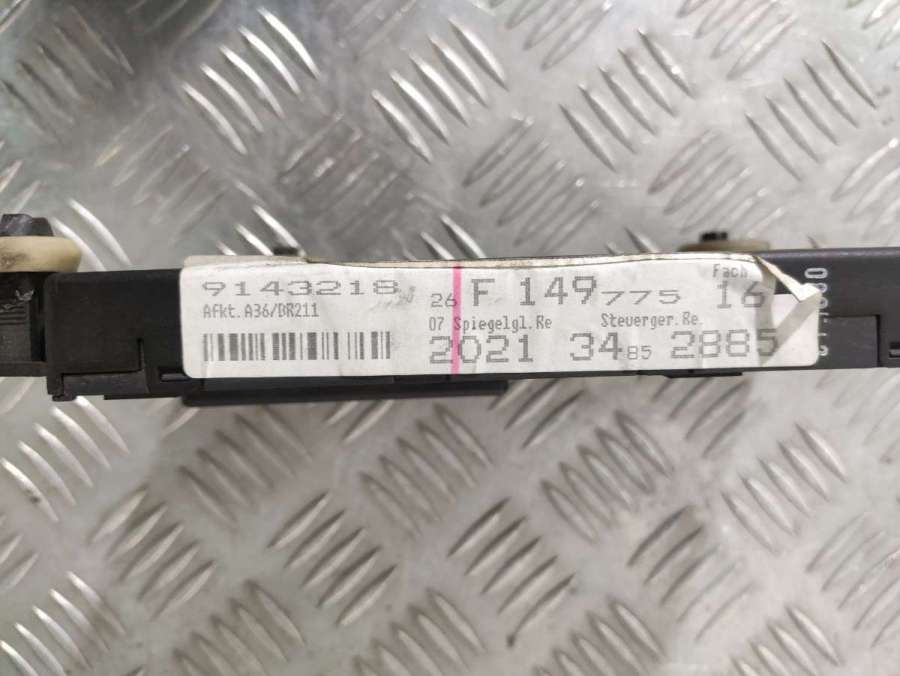 9143218
Afkt. A36/DR211
26 F 149 775
Fach
16
07 Spiegelgl.Re Steuerger.Re.
2021 34 85 2885